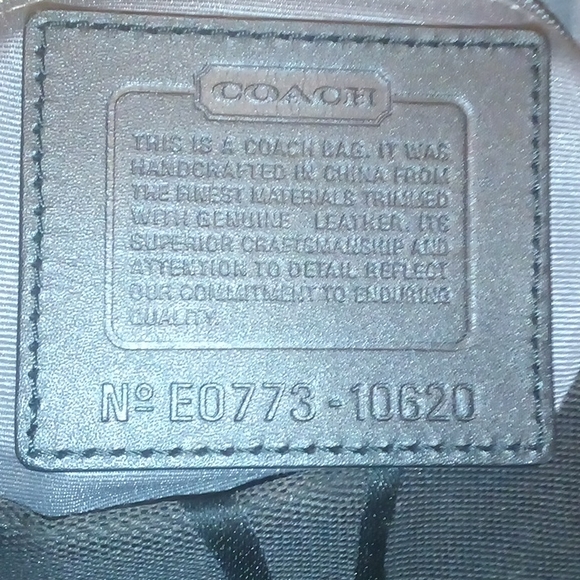 COACH
THIS IS A COACH BAG. IT WAS
HANDCRAFTED IN CHINA FROM
THE FINEST MATERIALS TRIMMED
WITH GENUINE LEATHER. ITS
SUPERIOR CRAFTSMANSHIP AND
ATTENTION TO DETAIL REFLECT
OUR COMMITMENT TO ENDURING
QUALITY.
Nº E0773-10620